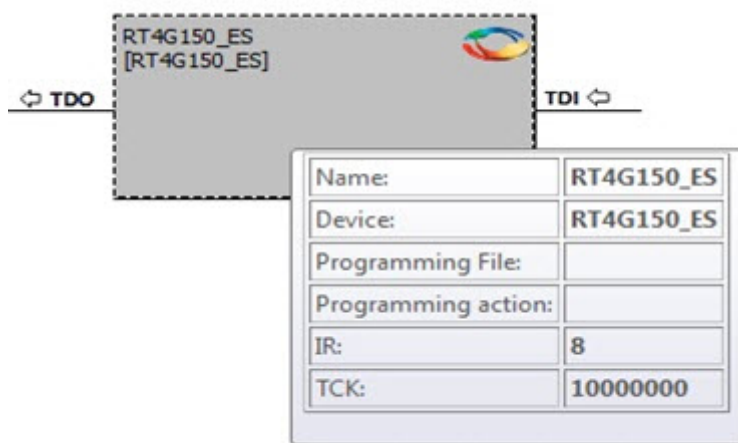 RT4G150_ES
[RT4G150_ES]
TDO
TDI
Name: RT4G150_ES
Device: RT4G150_ES
Programming File:
Programming action:
IR: 8
TCK: 10000000